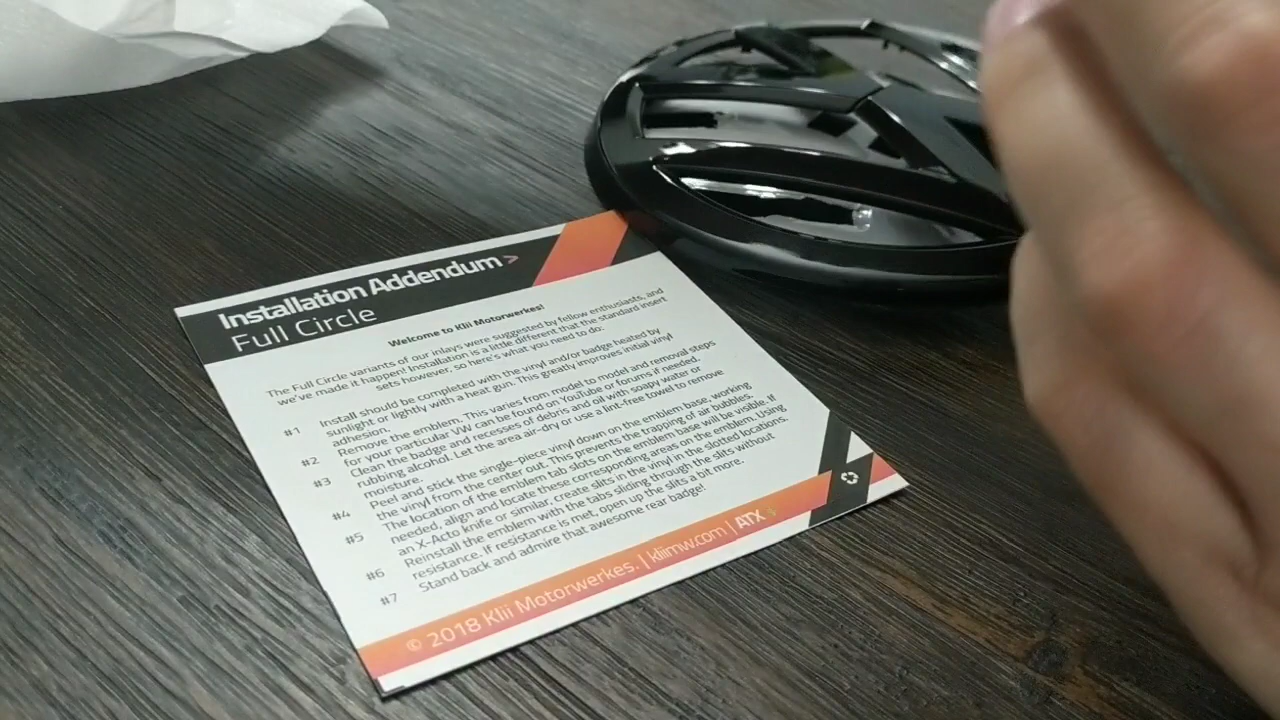 Installation Addendum >
Full Circle
Welcome to Klii Motorwerkes!
The Full Circle variants of our inlays were suggested by fellow enthusiasts, and
we've made it happen! Installation is a little different that the standard insert
sets however, so here's what you need to do:
#1 Install should be completed with the vinyl and/or badge heated by
sunlight or lightly with a heat gun. This greatly improves initial vinyl
adhesion.
#2 Remove the emblem. This varies from model to model and removal steps
for your particular VW can be found on YouTube or forums if needed.
#3 Clean the badge and recesses of debris and oil with soapy water or
rubbing alcohol. Let the area air-dry or use a lint-free towel to remove
moisture.
#4 Peel and stick the single-piece vinyl down on the emblem base, working
the vinyl from the center out. This prevents the trapping of air bubbles.
#5 The location of the emblem tab slots on the emblem base will be visible. If
needed, align and locate these corresponding areas on the emblem. Using
an X-Acto knife or similar, create slits in the vinyl in the slotted locations.
#6 Reinstall the emblem with the tabs sliding through the slits without
resistance. If resistance is met, open up the slits a bit more.
#7 Stand back and admire that awesome rear badge!
© 2018 Klii Motorwerkes. | kliimw.com | ATX